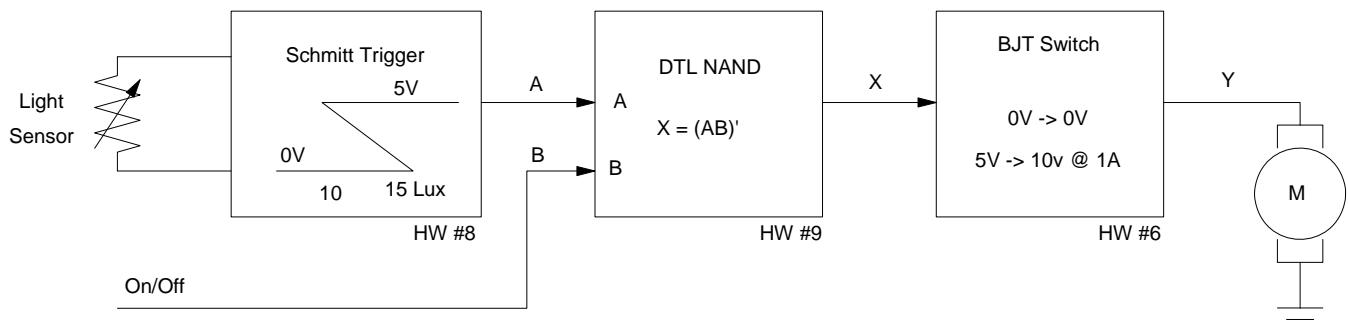 Light
Sensor
Schmitt Trigger
5V
0V
10
15 Lux
HW #8
On/Off
A
B
DTL NAND
A
X = (AB)'
B
HW #9
X
BJT Switch
0V -> 0V
5V -> 10v @ 1A
HW #6
Y
M